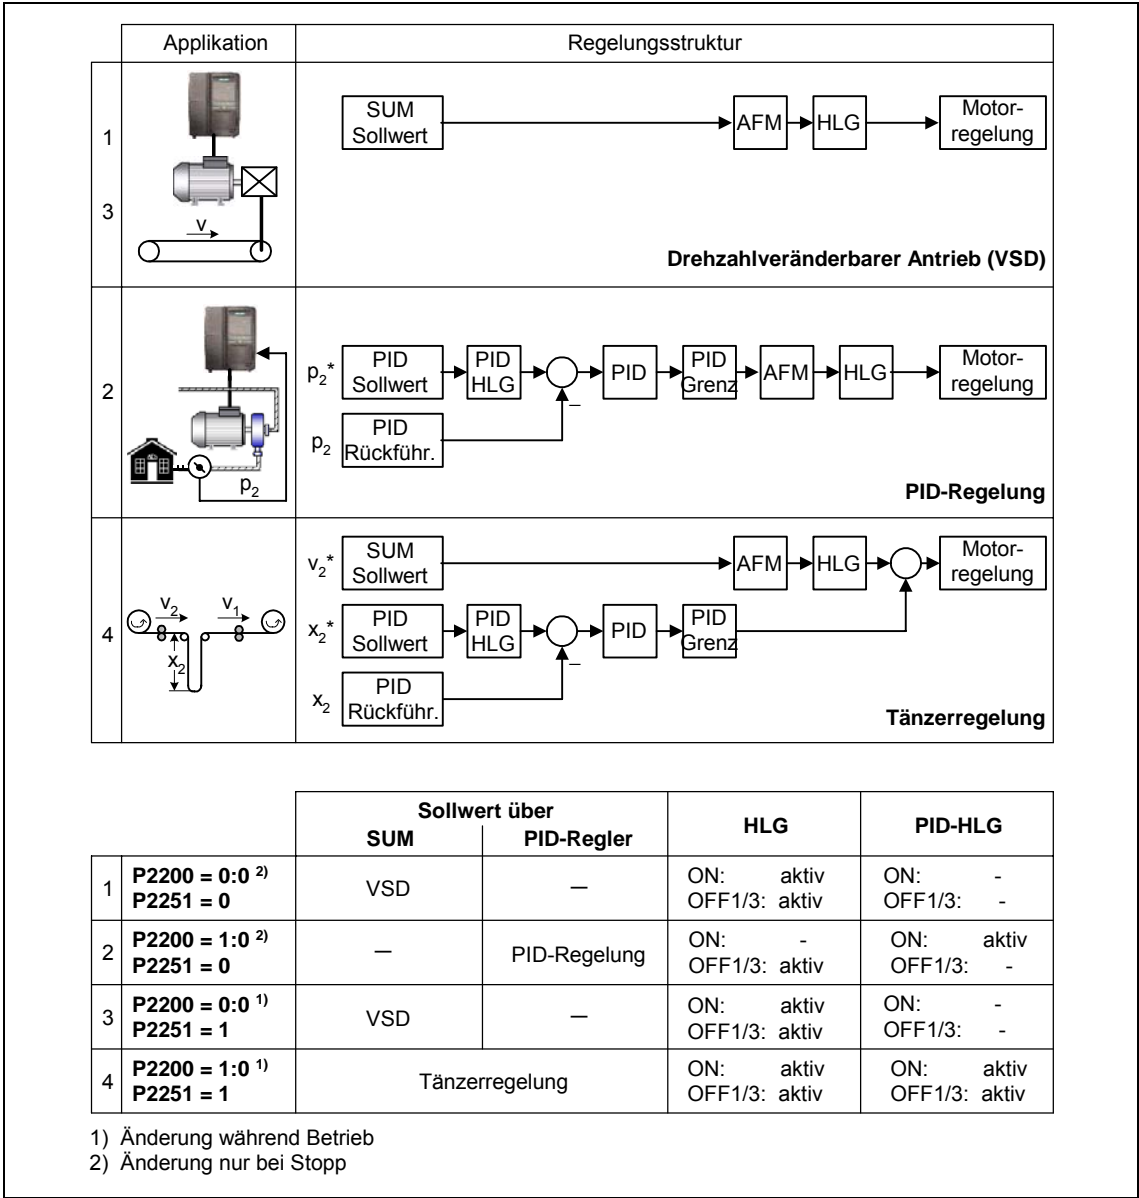 Applikation Regelungsstruktur
1
3
v
SUM
Sollwert
AFM
HLG
Motor-
regelung
Drehzahlveränderbarer Antrieb (VSD)
2
p2
p2*
PID
Sollwert
PID
HLG
PID
PID
Grenz
AFM
HLG
Motor-
regelung
p2
PID
Rückführ.
–
PID-Regelung
4
v2
v1
x2
v2*
SUM
Sollwert
AFM
HLG
Motor-
regelung
x2*
PID
Sollwert
PID
HLG
PID
PID
Grenz
x2
PID
Rückführ.
–
Tänzerregelung
Sollwert über
SUM PID-Regler HLG PID-HLG
1 P2200 = 0:0 2)
P2251 = 0
VSD –
ON: aktiv
OFF1/3: aktiv
ON: -
OFF1/3: -
2 P2200 = 1:0 2)
P2251 = 0
– PID-Regelung
ON: -
OFF1/3: aktiv
ON: aktiv
OFF1/3: -
3 P2200 = 0:0 1)
P2251 = 1
VSD –
ON: aktiv
OFF1/3: aktiv
ON: -
OFF1/3: -
4 P2200 = 1:0 1)
P2251 = 1
Tänzerregelung
ON: aktiv
OFF1/3: aktiv
ON: aktiv
OFF1/3: aktiv
1) Änderung während Betrieb
2) Änderung nur bei Stopp